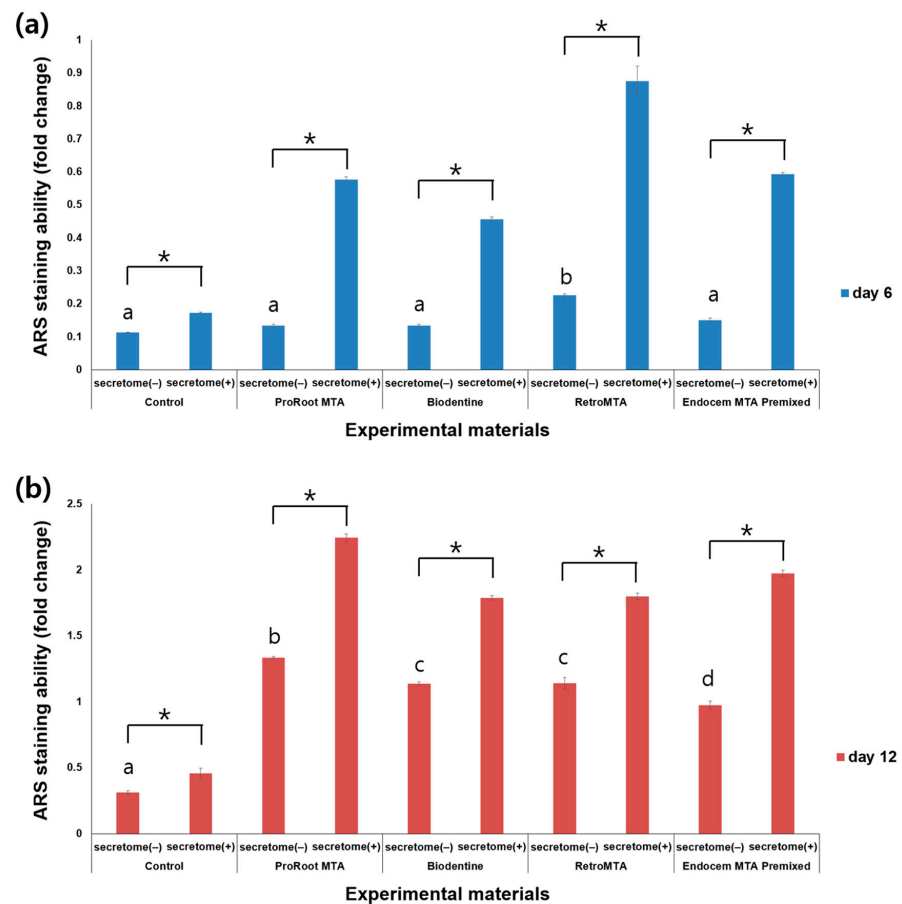 (a)
ARS staining ability (fold change)
1
0.9
0.8
0.7
0.6
0.5
0.4
0.3
0.2
0.1
0
* * * * *
a a a b a
secretome(–) secretome(+) secretome(–) secretome(+) secretome(–) secretome(+) secretome(–) secretome(+) secretome(–) secretome(+)
Control ProRoot MTA Biodentine RetroMTA Endocem MTA Premixed
Experimental materials
day 6
(b)
ARS staining ability (fold change)
2.5
2
1.5
1
0.5
0
* * * * *
a b c c d
secretome(–) secretome(+) secretome(–) secretome(+) secretome(–) secretome(+) secretome(–) secretome(+) secretome(–) secretome(+)
Control ProRoot MTA Biodentine RetroMTA Endocem MTA Premixed
Experimental materials
day 12